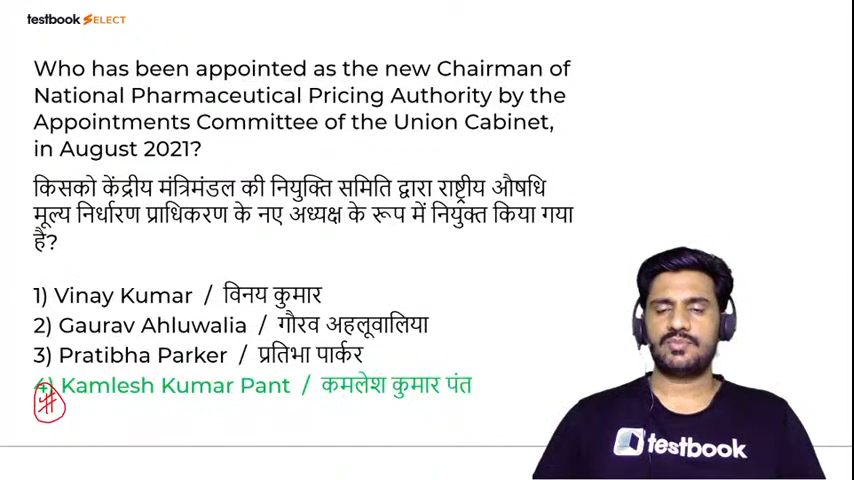 testbook SELECT
Who has been appointed as the new Chairman of
National Pharmaceutical Pricing Authority by the
Appointments Committee of the Union Cabinet,
in August 2021?
किसको केंद्रीय मंत्रिमंडल की नियुक्ति समिति द्वारा राष्ट्रीय औषधि
मूल्य निर्धारण प्राधिकरण के नए अध्यक्ष के रूप में नियुक्त किया गया
है?
1) Vinay Kumar / विनय कुमार
2) Gaurav Ahluwalia / गौरव अहलूवालिया
3) Pratibha Parker / प्रतिभा पार्कर
4) Kamlesh Kumar Pant / कमलेश कुमार पंत
testbook